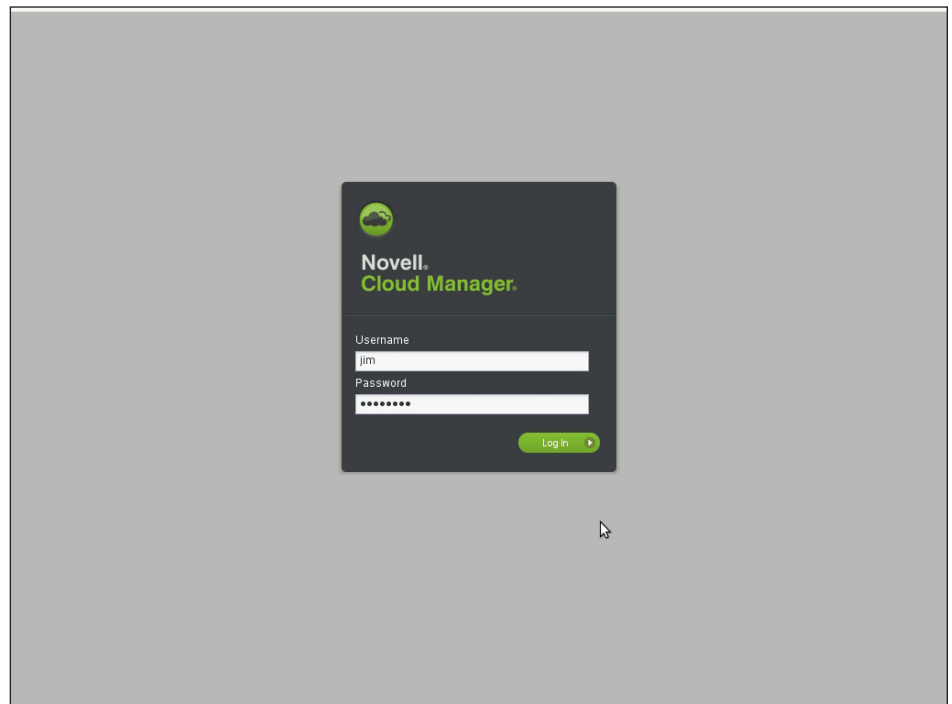 Novell®
Cloud Manager®
Username
jim
Password
••••••••
Log In